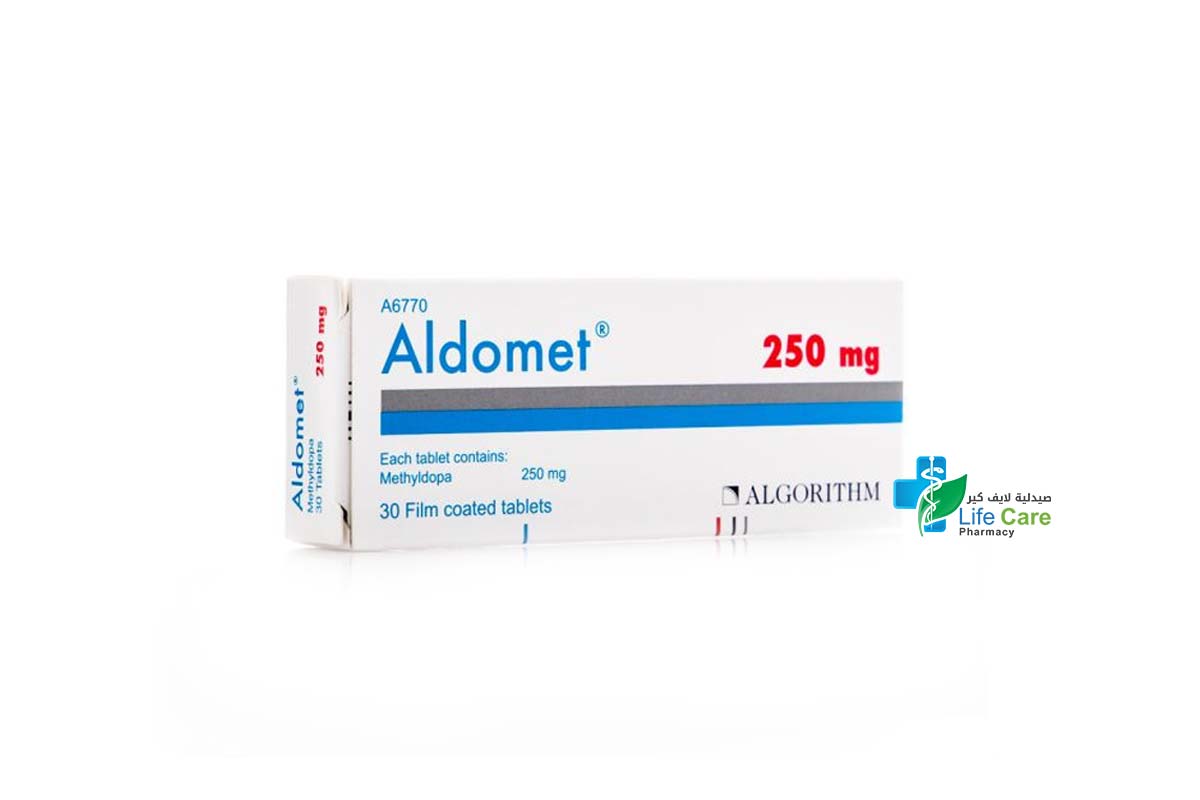 Aldomet®
250 mg
Methyldopa
30 Tablets
A6770
Aldomet®
250 mg
Each tablet contains:
Methyldopa 250 mg
30 Film coated tablets
ALGORITHM
صيدلية لايف كير
Life Care
Pharmacy